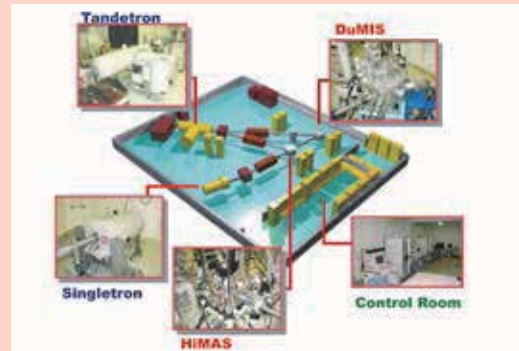 Tandetron
DuMIS
Singletron
HiMAS
Control Room